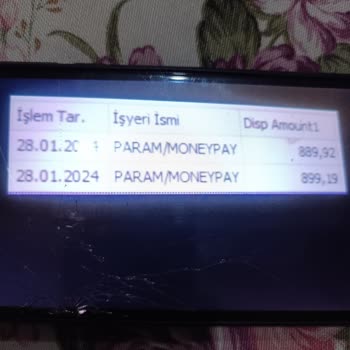 İşlem Tar. İşyeri İsmi Disp Amount1
PARAM/MONEYPAY 889,92
28.01.2024 PARAM/MONEYPAY 899,19